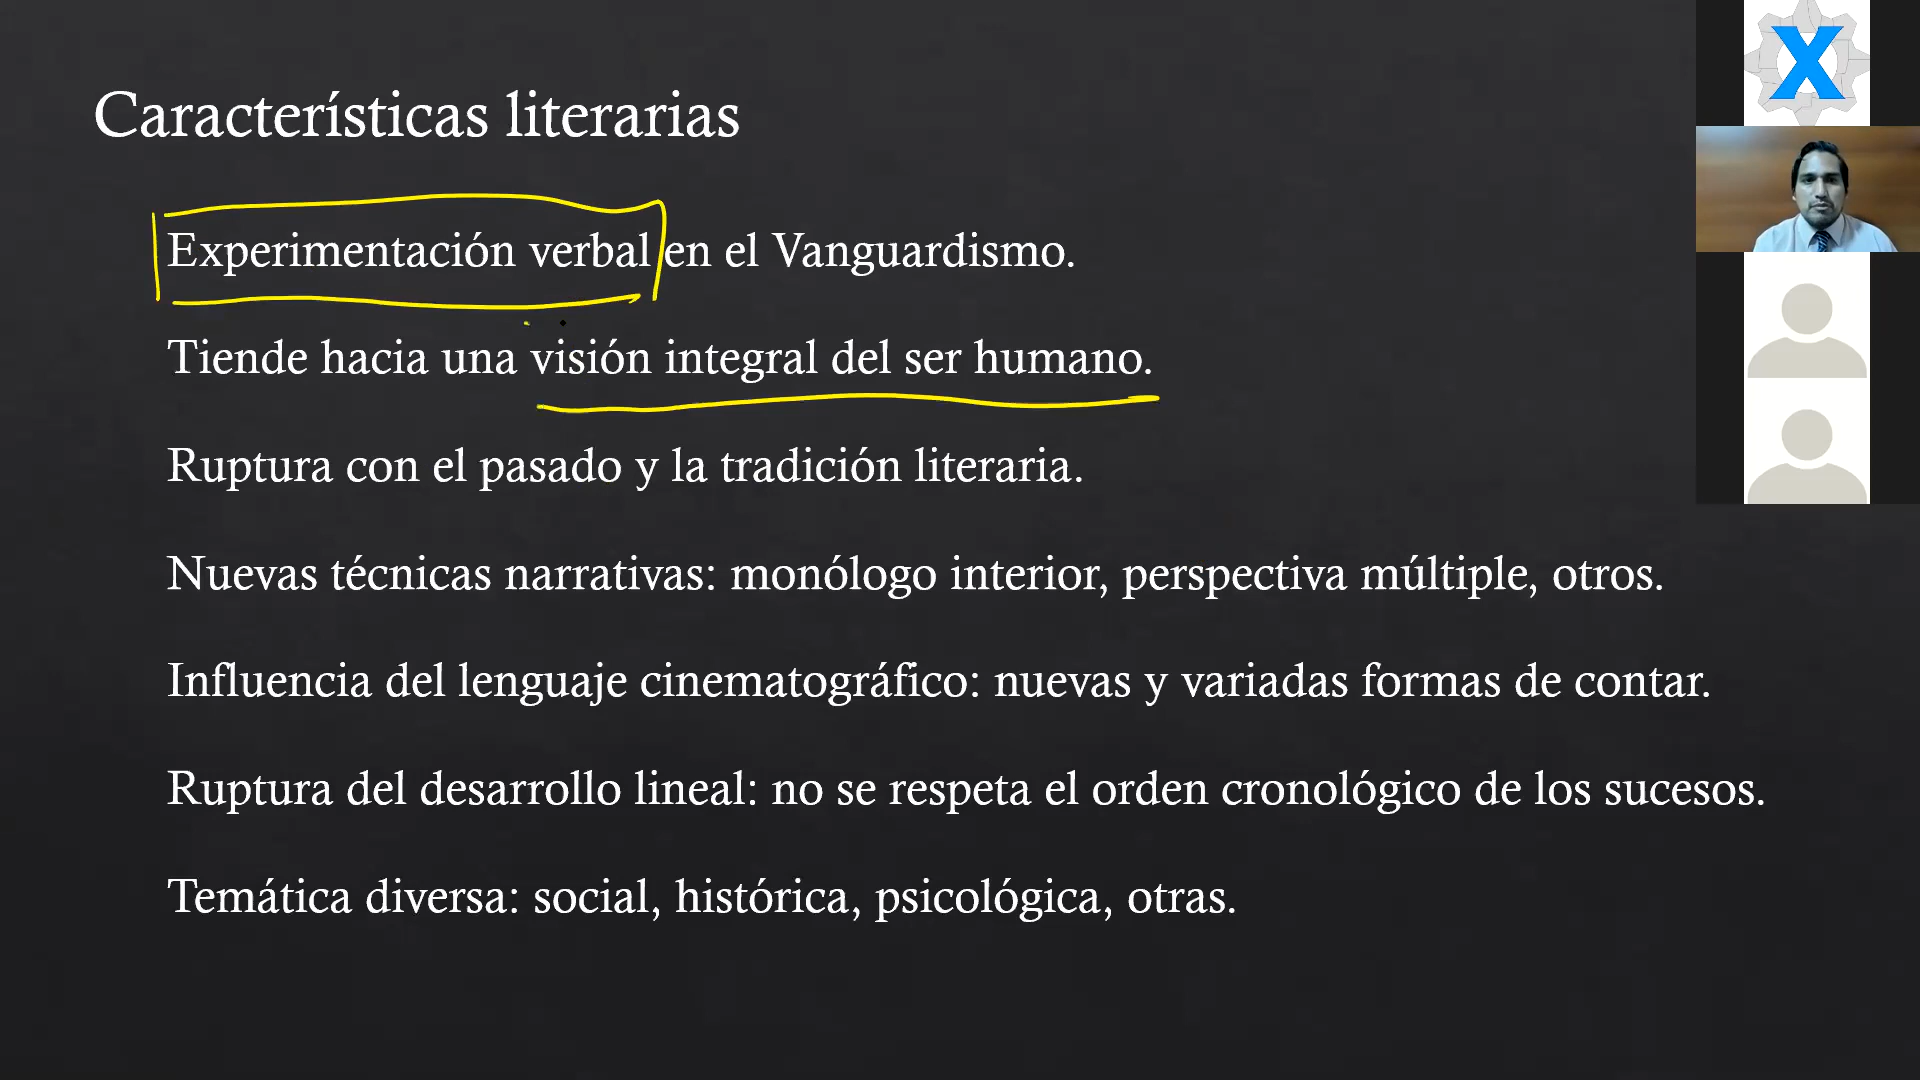 Características literarias
Experimentación verbal en el Vanguardismo.
Tiende hacia una visión integral del ser humano.
Ruptura con el pasado y la tradición literaria.
Nuevas técnicas narrativas: monólogo interior, perspectiva múltiple, otros.
Influencia del lenguaje cinematográfico: nuevas y variadas formas de contar.
Ruptura del desarrollo lineal: no se respeta el orden cronológico de los sucesos.
Temática diversa: social, histórica, psicológica, otras.
X